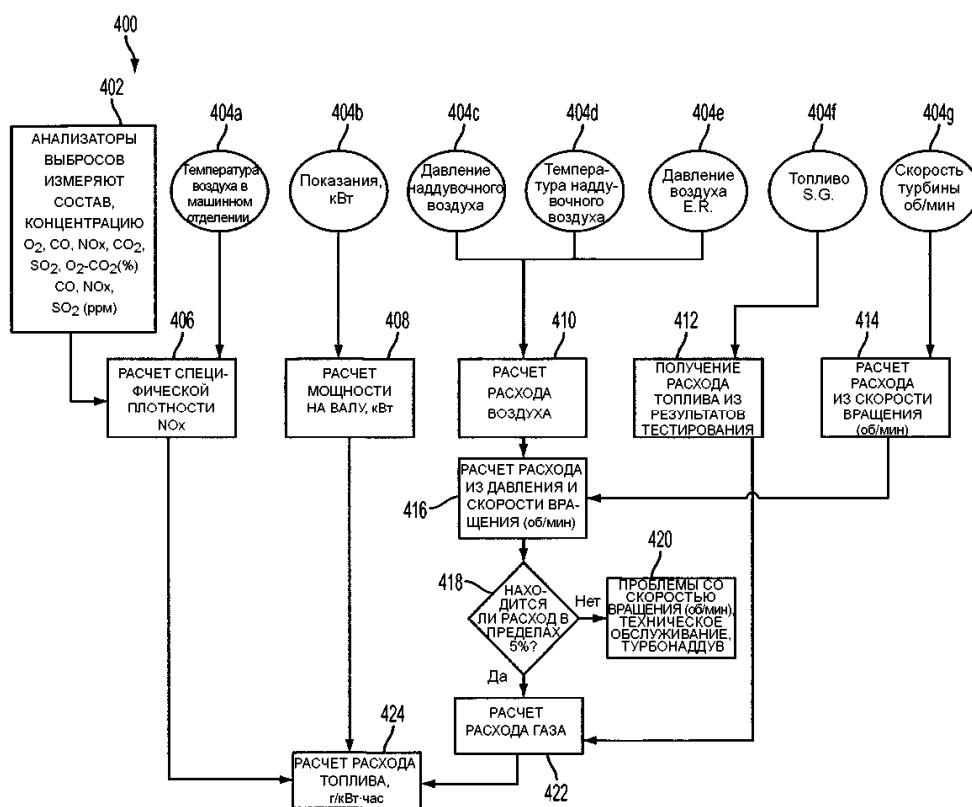 400
402
АНАЛИЗАТОРЫ
ВЫБРОСОВ
ИЗМЕРЯЮТ
СОСТАВ,
КОНЦЕНТРАЦИЮ
O2, CO, NOx, CO2,
SO2, O2-CO2(%)
CO, NOx,
SO2 (ppm)
404a
Температура
воздуха в
машинном
отделении
404b
Показания,
кВт
404c
Давление
наддувочного
воздуха
404d
Темпера-
тура надду-
вочного
воздуха
404e
Давление
воздуха
E.R.
404f
Топливо
S.G.
404g
Скорость
турбины
об/мин
406
РАСЧЕТ СПЕЦИ-
ФИЧЕСКОЙ
ПЛОТНОСТИ
NOx
408
РАСЧЕТ
МОЩНОСТИ
НА ВАЛУ, кВт
410
РАСЧЕТ
РАСХОДА
ВОЗДУХА
412
ПОЛУЧЕНИЕ
РАСХОДА
ТОПЛИВА ИЗ
РЕЗУЛЬТАТОВ
ТЕСТИРОВАНИЯ
414
РАСЧЕТ РАСХОДА
ИЗ СКОРОСТИ
ВРАЩЕНИЯ
(об/мин)
416
РАСЧЕТ РАСХОДА
ИЗ ДАВЛЕНИЯ И
СКОРОСТИ ВРА-
ЩЕНИЯ (об/мин)
418
НАХО-
ДИТСЯ
ЛИ РАСХОД В
ПРЕДЕЛАХ
5%?
Нет
Да
420
ПРОБЛЕМЫ СО
СКОРОСТЬЮ
ВРАЩЕНИЯ (об/мин),
ТЕХНИЧЕСКОЕ
ОБСЛУЖИВАНИЕ,
ТУРБОНАДДУВ
РАСЧЕТ
РАСХОДА ГАЗА
422
424
РАСЧЕТ РАСХОДА
ТОПЛИВА,
г/кВт·час